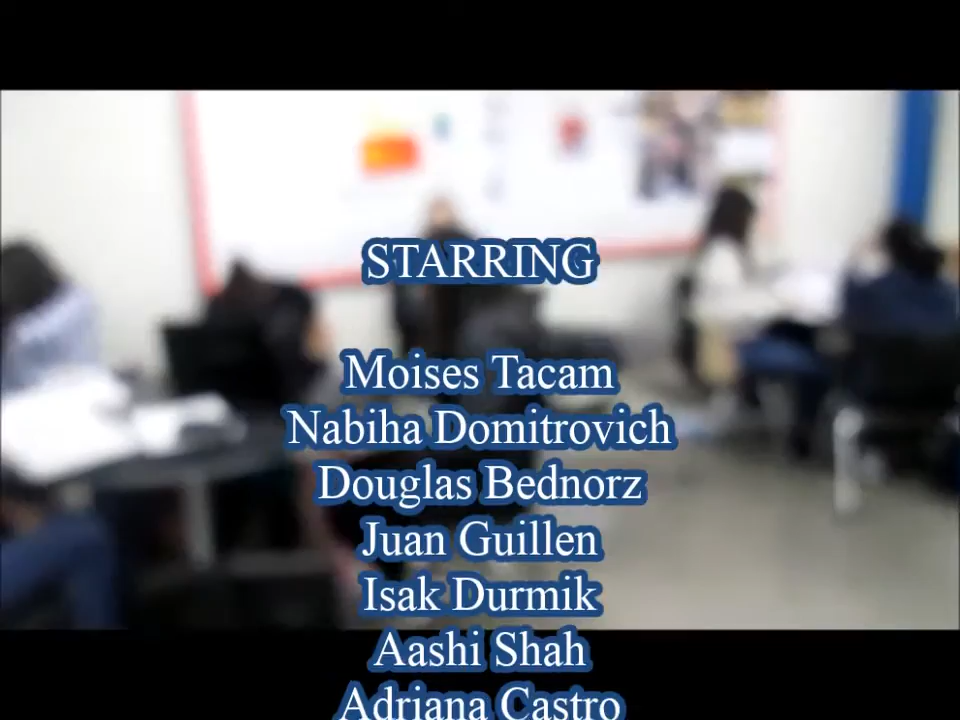 STARRING
Moises Tacam
Nabiha Domitrovich
Douglas Bednorz
Juan Guillen
Isak Durmik
Aashi Shah
Adriana Castro